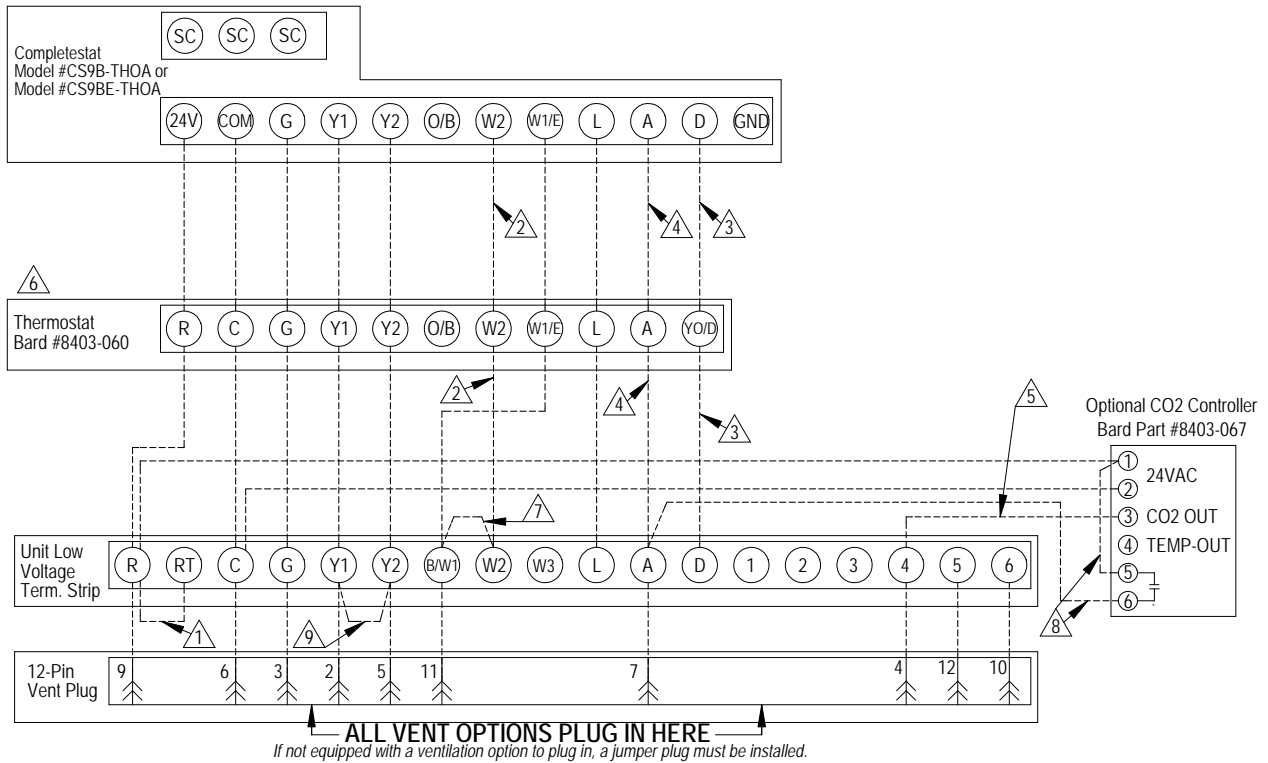 SC SC SC
Completestat
Model #CS9B-THOA or
Model #CS9BE-THOA
24V COM G Y1 Y2 O/B W2 W1/E L A D GND
2 4 3
6
Thermostat
Bard #8403-060
R C G Y1 Y2 O/B W2 W1/E L A YO/D
2 4 3 5
Optional CO2 Controller
Bard Part #8403-067
1 24VAC
2
3 CO2 OUT
4 TEMP-OUT
5
6
7
8
Unit Low
Voltage
Term. Strip
R RT C G Y1 Y2 B/W1 W2 W3 L A D 1 2 3 4 5 6
1 9
12-Pin
Vent Plug
9 6 3 2 5 11 7 4 12 10
ALL VENT OPTIONS PLUG IN HERE
If not equipped with a ventilation option to plug in, a jumper plug must be installed.